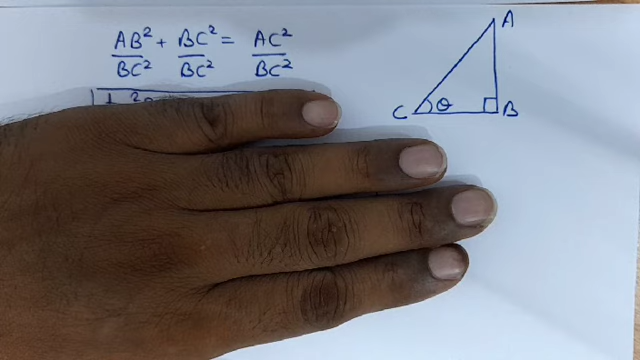 AB²/BC² + BC²/BC² = AC²/BC²
A
C θ B